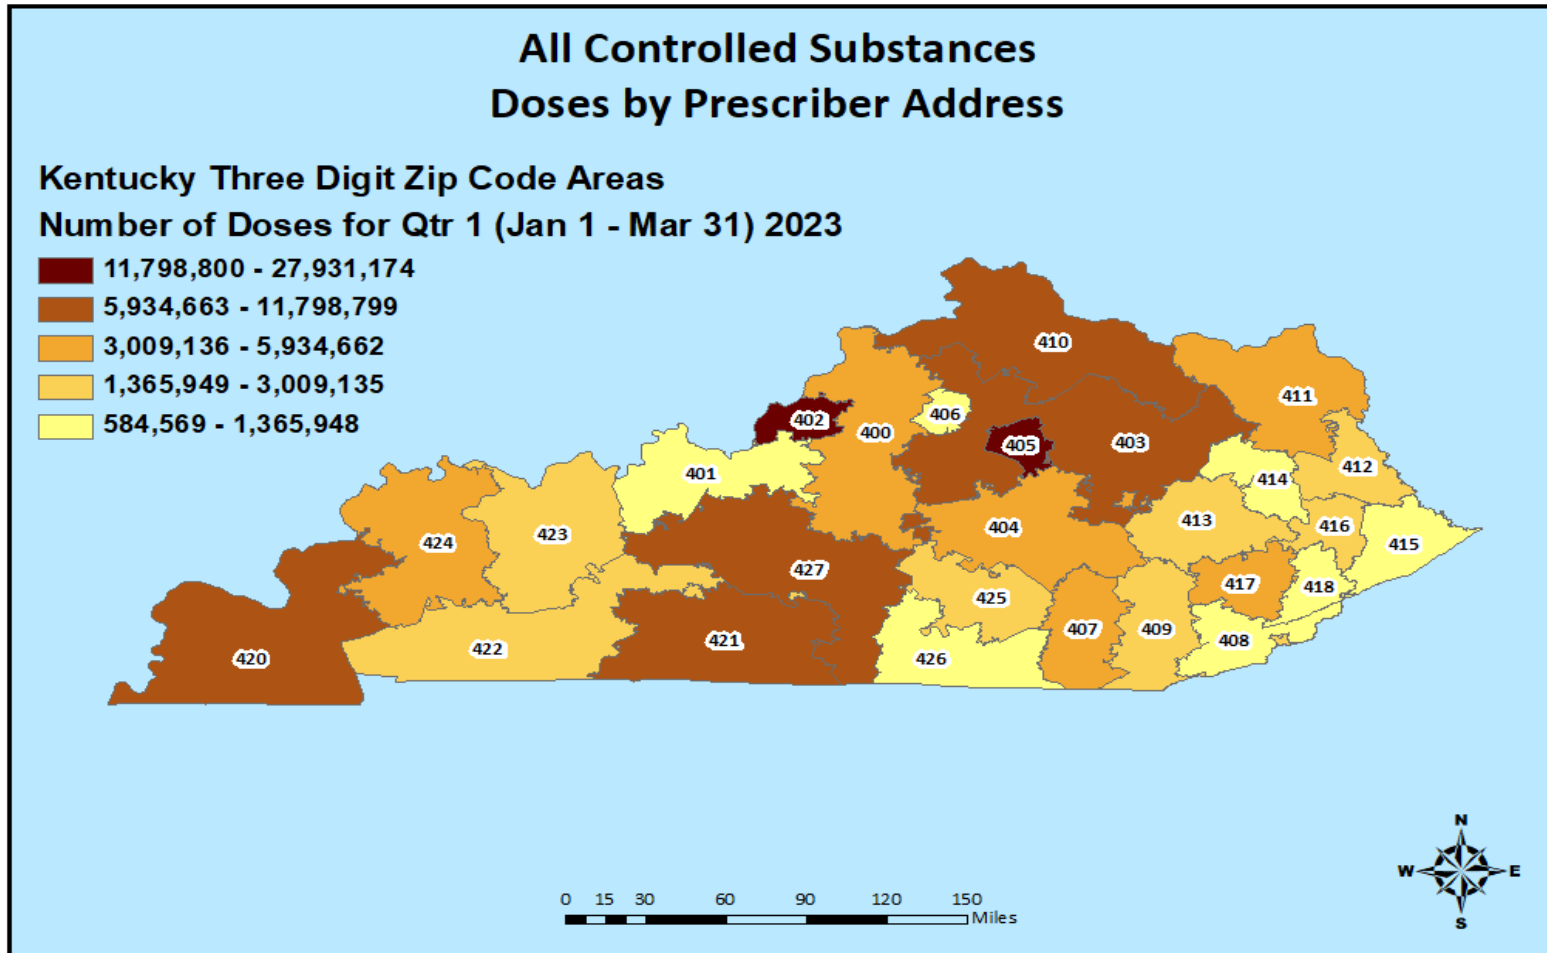 All Controlled Substances
Doses by Prescriber Address
Kentucky Three Digit Zip Code Areas
Number of Doses for Qtr 1 (Jan 1 - Mar 31) 2023
11,798,800 - 27,931,174
5,934,663 - 11,798,799
3,009,136 - 5,934,662
1,365,949 - 3,009,135
584,569 - 1,365,948
410
411
406
402
400
405
403
412
401
414
413
416
404
424
423
415
427
417
418
425
407
409
421
408
422
420
426
N
W E
S
0 15 30 60 90 120 150
Miles